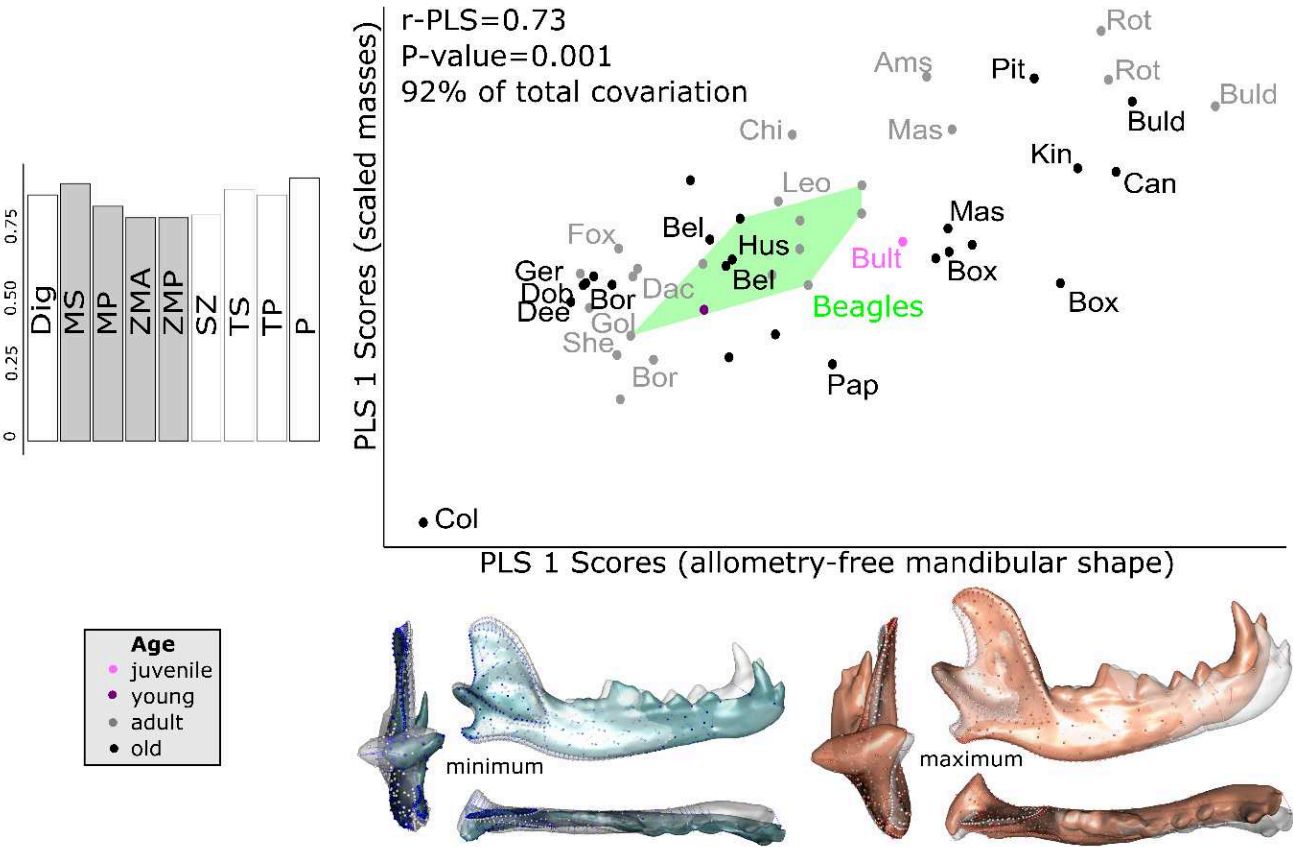 r-PLS=0.73
P-value=0.001
92% of total covariation
PLS 1 Scores (scaled masses)
0 0.25 0.50 0.75
Dig MS MP ZMA ZMP SZ TS TP P
Rot
Ams
Pit
Rot
Buld
Buld
Chi
Mas
Kin
Can
Leo
Mas
Fox
Bel
Hus
Bult
Ger
Bel
Box
Dob
Bor
Dac
Box
Dee
Gol
Beagles
She
Bor
Pap
Col
PLS 1 Scores (allometry-free mandibular shape)
Age
juvenile
young
adult
old
minimum
maximum